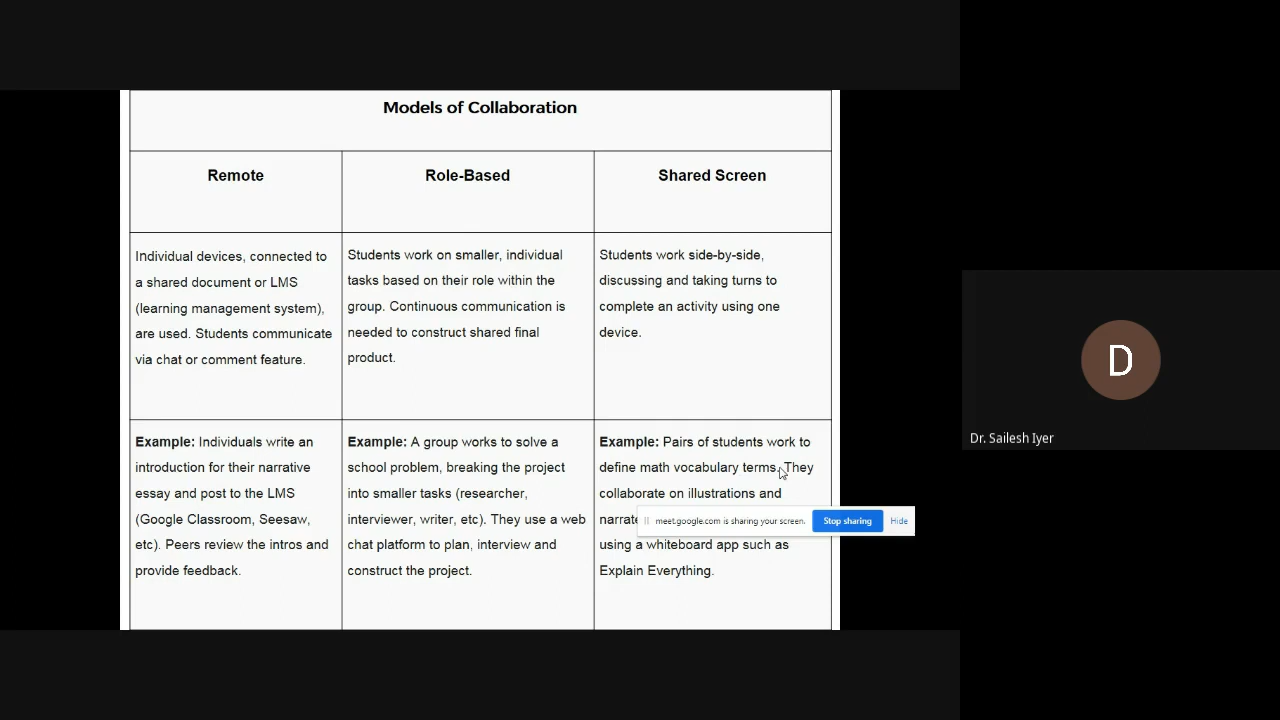 Models of Collaboration
Remote
Role-Based
Shared Screen
Individual devices, connected to
a shared document or LMS
(learning management system),
are used. Students communicate
via chat or comment feature.
Students work on smaller, individual
tasks based on their role within the
group. Continuous communication is
needed to construct shared final
product.
Students work side-by-side,
discussing and taking turns to
complete an activity using one
device.
Example: Individuals write an
introduction for their narrative
essay and post to the LMS
(Google Classroom, Seesaw,
etc). Peers review the intros and
provide feedback.
Example: A group works to solve a
school problem, breaking the project
into smaller tasks (researcher,
interviewer, writer, etc). They use a web
chat platform to plan, interview and
construct the project.
Example: Pairs of students work to
define math vocabulary terms. They
collaborate on illustrations and
narrate
using a whiteboard app such as
Explain Everything.
meet.google.com is sharing your screen.
Stop sharing
Hide
D
Dr. Sailesh Iyer